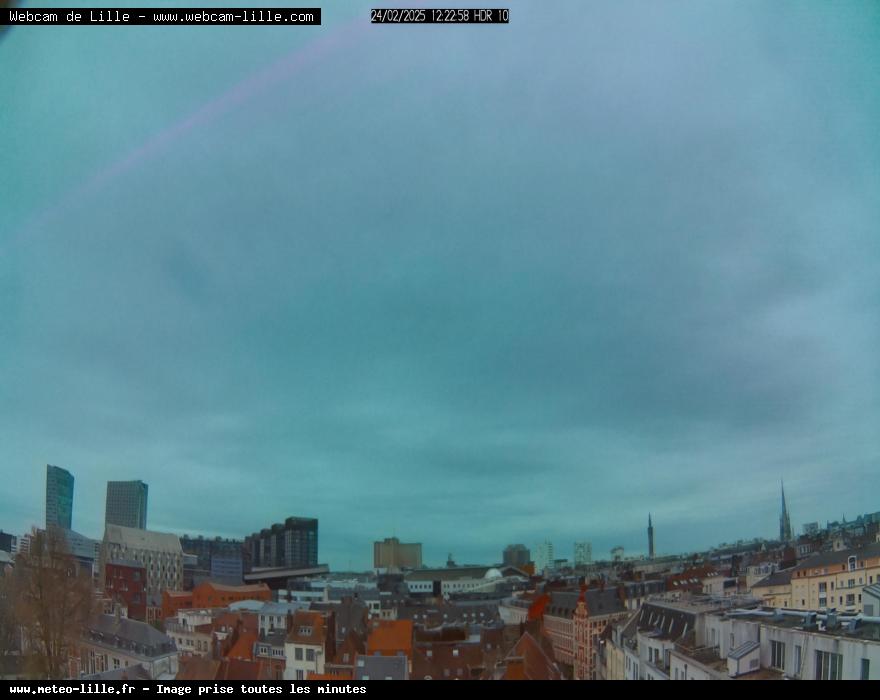 Webcam de Lille - www.webcam-lille.com
24/02/2025 12:22:58 HDR 10
www.meteo-lille.fr - Image prise toutes les minutes